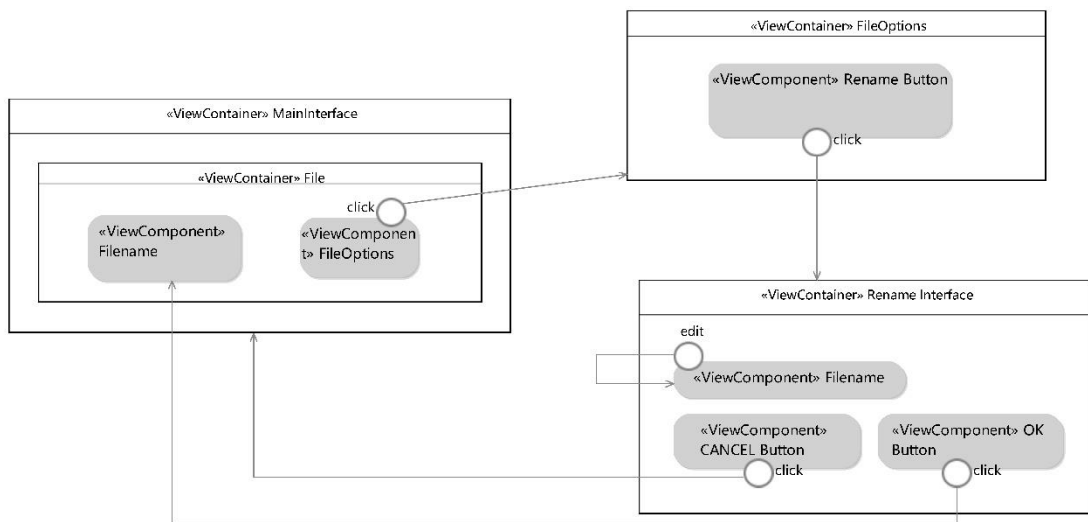 «ViewContainer» FileOptions
«ViewComponent» Rename Button
click
«ViewContainer» MainInterface
«ViewContainer» File
click
«ViewComponent»
Filename
«ViewComponen
t» FileOptions
«ViewContainer» Rename Interface
edit
«ViewComponent» Filename
«ViewComponent»
CANCEL Button
click
«ViewComponent» OK
Button
click